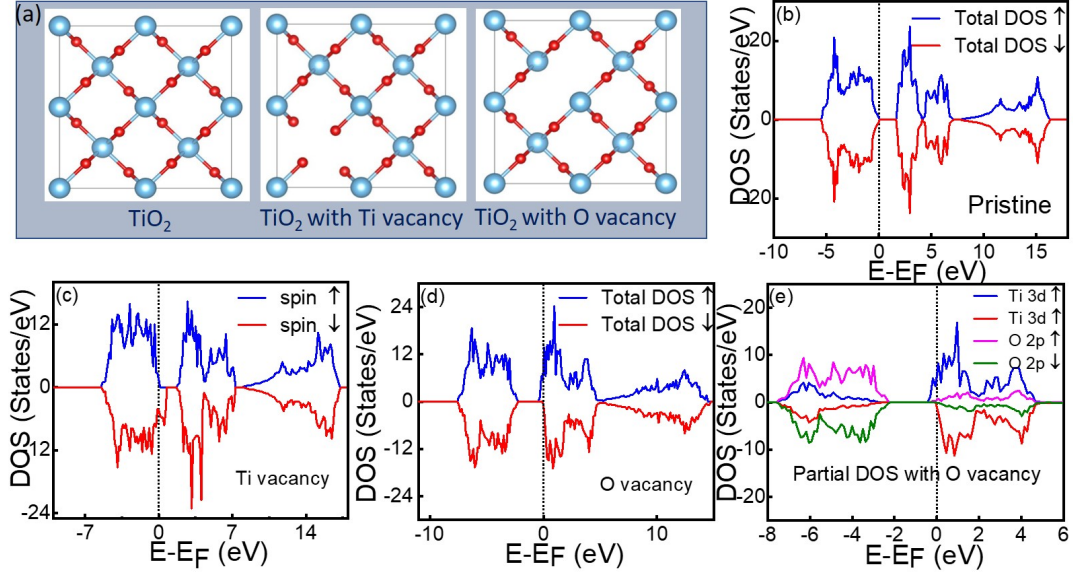 (a)
TiO2
TiO2 with Ti vacancy
TiO2 with O vacancy
(b)
Total DOS ↑
Total DOS ↓
20
0
-20
DOS (States/eV)
Pristine
-10 -5 0 5 10 15
E-EF (eV)
(c)
spin ↑
spin ↓
12
0
-12
-24
DOS (States/eV)
Ti vacancy
-7 0 7 14
E-EF (eV)
(d)
Total DOS ↑
Total DOS ↓
24
12
0
-12
-24
DOS (States/eV)
O vacancy
-10 0 10
E-EF (eV)
(e)
Ti 3d ↑
Ti 3d ↑
O 2p ↑
O 2p ↓
20
10
0
-10
-20
DOS (States/eV)
Partial DOS with O vacancy
-8 -6 -4 -2 0 2 4 6
E-EF (eV)